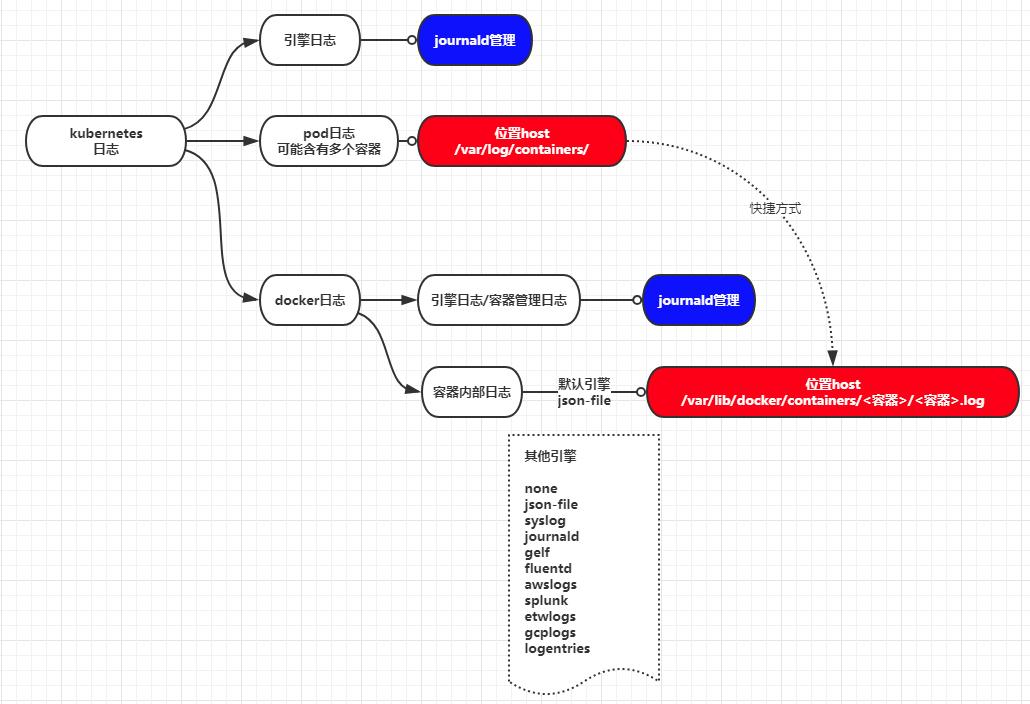 引擎日志
journald管理
kubernetes
日志
pod日志
可能含有多个容器
位置host
/var/log/containers/
快捷方式
docker日志
引擎日志/容器管理日志
journald管理
容器内部日志
默认引擎
json-file
位置host
/var/lib/docker/containers/<容器>/<容器>.log
其他引擎
none
json-file
syslog
journald
gelf
fluentd
awslogs
splunk
etwlogs
gcplogs
logentries